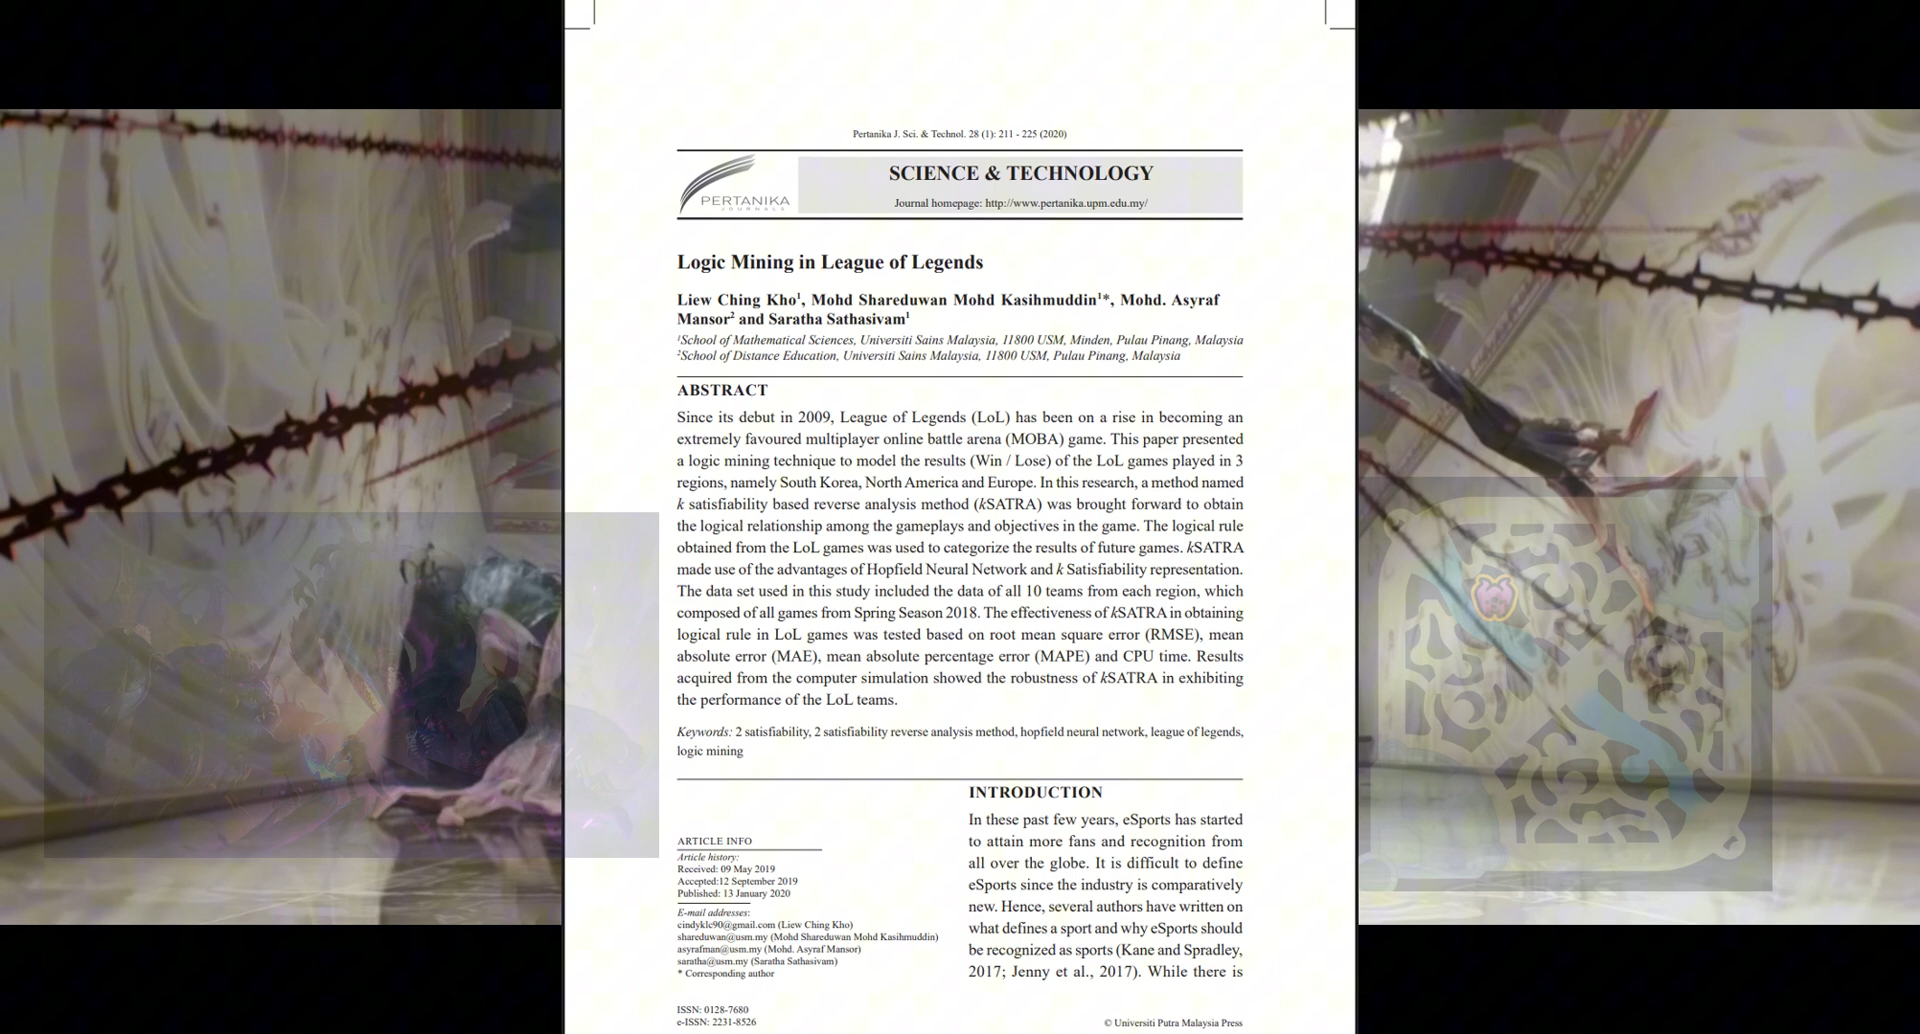 Pertanika J. Sci. & Technol. 28 (1): 211 - 225 (2020)
PERTANIKA
JOURNALS
SCIENCE & TECHNOLOGY
Journal homepage: http://www.pertanika.upm.edu.my/
Logic Mining in League of Legends
Liew Ching Kho1, Mohd Shareduwan Mohd Kasihmuddin1*, Mohd. Asyraf
Mansor2 and Saratha Sathasivam1
1School of Mathematical Sciences, Universiti Sains Malaysia, 11800 USM, Minden, Pulau Pinang, Malaysia
2School of Distance Education, Universiti Sains Malaysia, 11800 USM, Pulau Pinang, Malaysia
ABSTRACT
Since its debut in 2009, League of Legends (LoL) has been on a rise in becoming an
extremely favoured multiplayer online battle arena (MOBA) game. This paper presented
a logic mining technique to model the results (Win / Lose) of the LoL games played in 3
regions, namely South Korea, North America and Europe. In this research, a method named
k satisfiability based reverse analysis method (kSATRA) was brought forward to obtain
the logical relationship among the gameplays and objectives in the game. The logical rule
obtained from the LoL games was used to categorize the results of future games. kSATRA
made use of the advantages of Hopfield Neural Network and k Satisfiability representation.
The data set used in this study included the data of all 10 teams from each region, which
composed of all games from Spring Season 2018. The effectiveness of kSATRA in obtaining
logical rule in LoL games was tested based on root mean square error (RMSE), mean
absolute error (MAE), mean absolute percentage error (MAPE) and CPU time. Results
acquired from the computer simulation showed the robustness of kSATRA in exhibiting
the performance of the LoL teams.
Keywords: 2 satisfiability, 2 satisfiability reverse analysis method, hopfield neural network, league of legends,
logic mining
ARTICLE INFO
Article history:
Received: 09 May 2019
Accepted:12 September 2019
Published: 13 January 2020
E-mail addresses:
cindyklc90@gmail.com (Liew Ching Kho)
shareduwan@usm.my (Mohd Shareduwan Mohd Kasihmuddin)
asyrafman@usm.my (Mohd. Asyraf Mansor)
saratha@usm.my (Saratha Sathasivam)
* Corresponding author
ISSN: 0128-7680
e-ISSN: 2231-8526
INTRODUCTION
In these past few years, eSports has started
to attain more fans and recognition from
all over the globe. It is difficult to define
eSports since the industry is comparatively
new. Hence, several authors have written on
what defines a sport and why eSports should
be recognized as sports (Kane and Spradley,
2017; Jenny et al., 2017). While there is
© Universiti Putra Malaysia Press